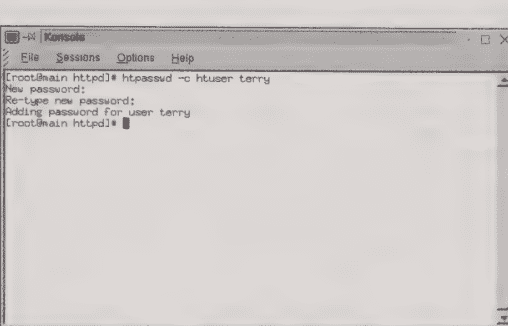 Konsole
File Sessions Options Help
[root@main httpd]# htpasswd -c htuser terry
New password:
Re-type new password:
Adding password for user terry
[root@main httpd]#